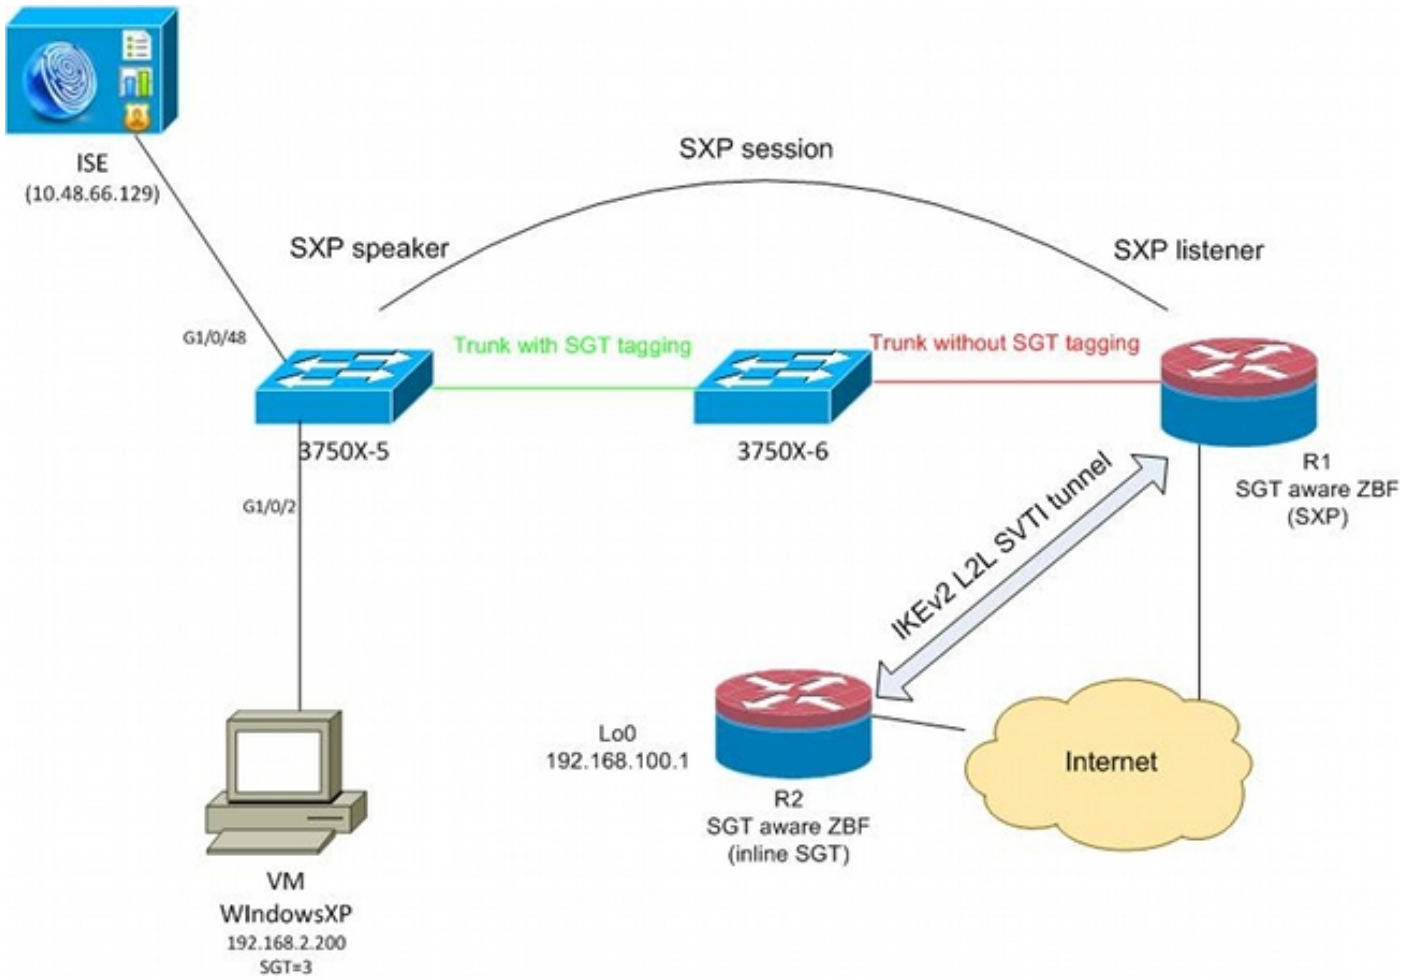 ISE
(10.48.66.129)
SXP session
SXP speaker
SXP listener
G1/0/48
Trunk with SGT tagging
Trunk without SGT tagging
3750X-5
3750X-6
R1
SGT aware ZBF
(SXP)
G1/0/2
IKEv2 L2L SVTI tunnel
Lo0
192.168.100.1
R2
SGT aware ZBF
(inline SGT)
Internet
VM
WIndowsXP
192.168.2.200
SGT=3